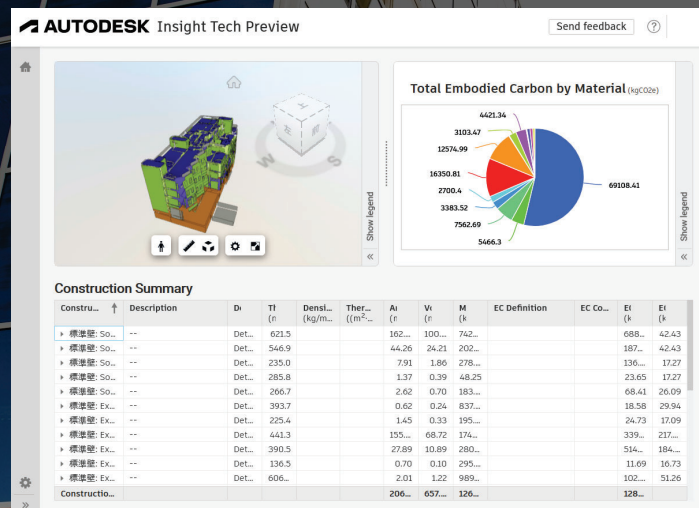 AUTODESK Insight Tech Preview
Send feedback
?
Show legend
Total Embodied Carbon by Material (kgCO2e)
4421.34
3103.47
12574.99
16350.81
2700.4
3383.52
7562.69
5466.3
69108.41
Show legend
Construction Summary
Constru... ↑ Description Tł (r Densi... (kg/m... Ther... ((m²-... M (k EC Definition EC Co... (k (k
▸ 標準壁: So... -- Det... 621.5 162.... 100.... 742... 688... 42.43
▸ 標準壁: So... -- Det... 546.9 44.26 24.21 202... 187... 42.43
▸ 標準壁: So... -- Det... 235.0 7.91 1.86 278.... 136.... 17.27
▸ 標準壁: So... -- Det... 285.8 1.37 0.39 48.25 23.65 17.27
▸ 標準壁: So... -- Det... 266.7 2.62 0.70 183.... 68.41 26.09
▸ 標準壁: Ex... -- Det... 393.7 0.62 0.24 837.... 18.58 29.94
▸ 標準壁: Ex... -- Det... 225.4 1.45 0.33 195.... 24.73 17.09
▸ 標準壁: Ex... -- Det... 441.3 155.... 68.72 174... 339... 217....
▸ 標準壁: Ex... -- Det... 390.5 27.89 10.89 280... 514... 184....
▸ 標準壁: Ex... -- Det... 136.5 0.70 0.10 295.... 11.69 16.73
▸ 標準壁: Ex... -- Det... 606... 2.01 1.22 989... 102.... 51.26
Constructio... 206... 657.... 126... 128...